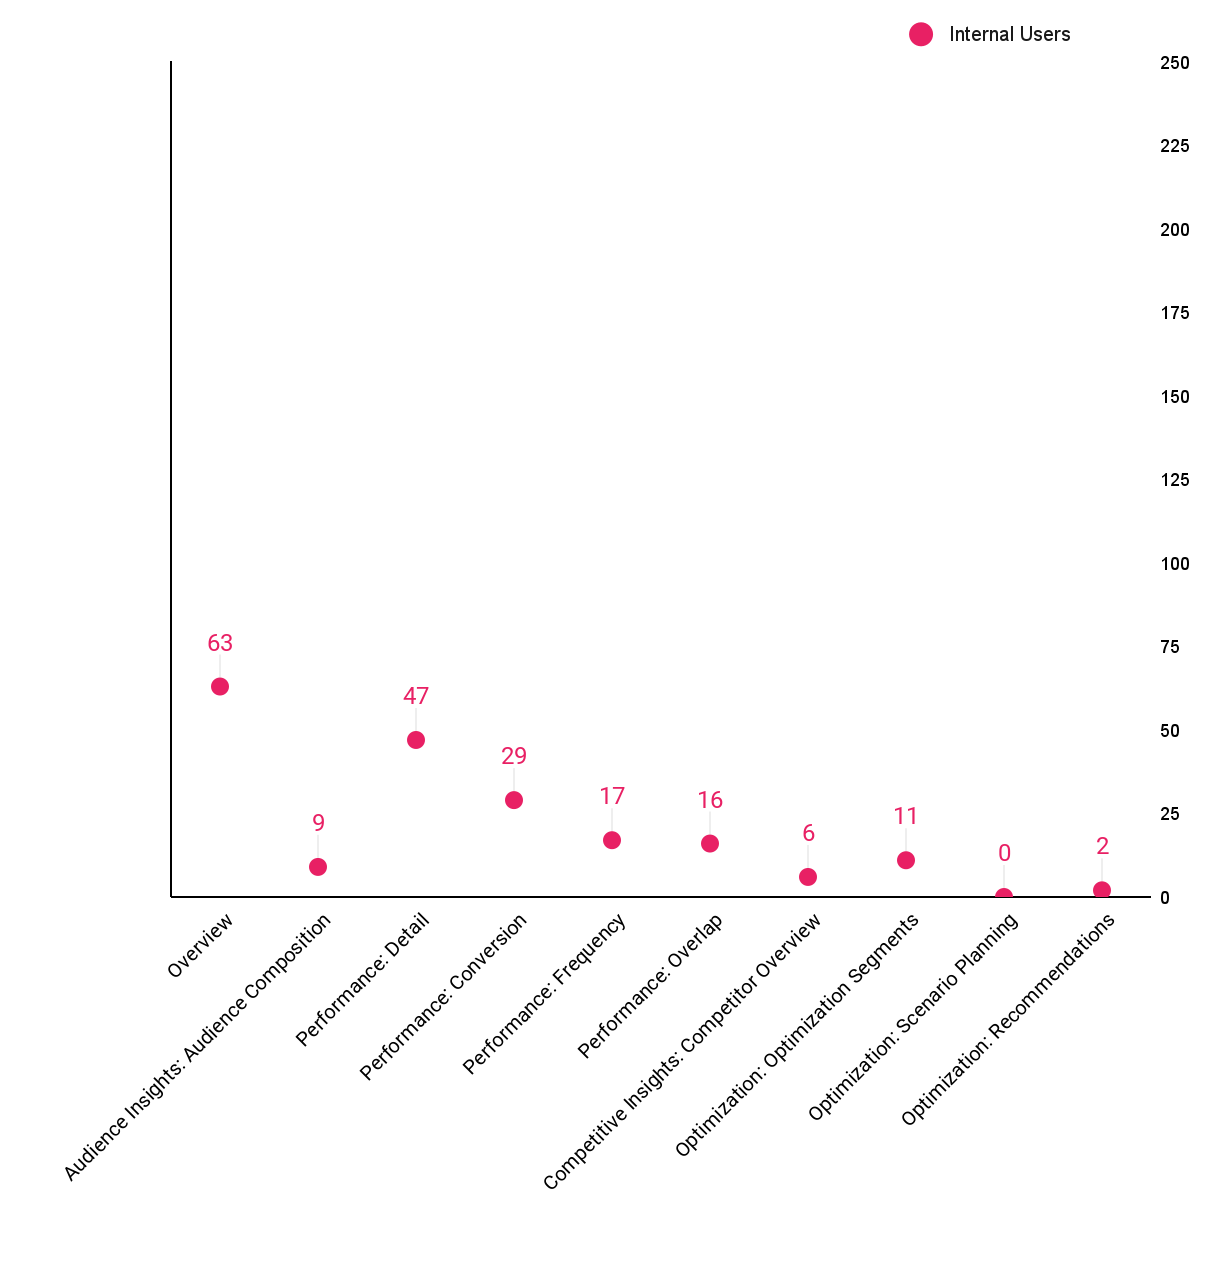 Internal Users
250
225
200
175
150
125
100
75
50
25
0
63
9
47
29
17
16
6
11
0
2
Overview
Audience Insights: Audience Composition
Performance: Detail
Performance: Conversion
Performance: Frequency
Performance: Overlap
Competitive Insights: Competitor Overview
Optimization: Optimization Segments
Optimization: Scenario Planning
Optimization: Recommendations